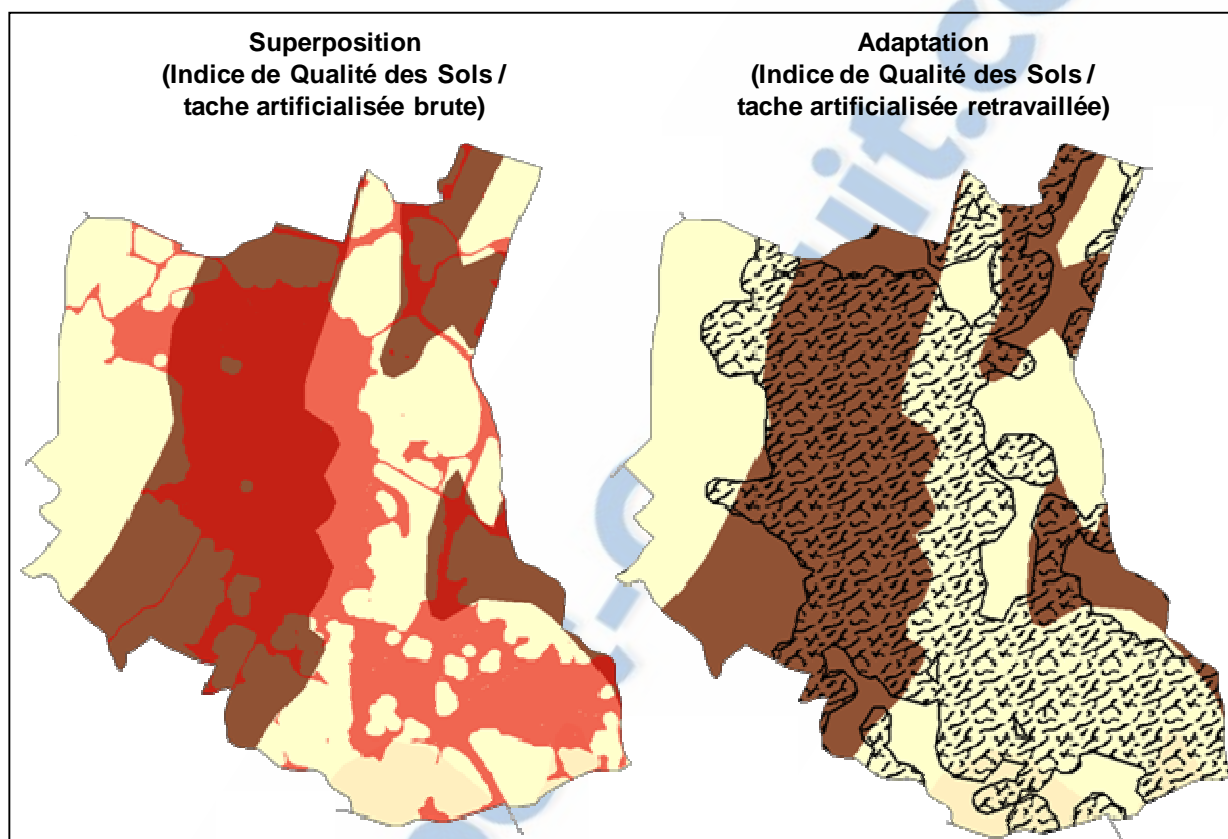 Superposition
(Indice de Qualité des Sols /
tache artificialisée brute)
Adaptation
(Indice de Qualité des Sols /
tache artificialisée retravaillée)